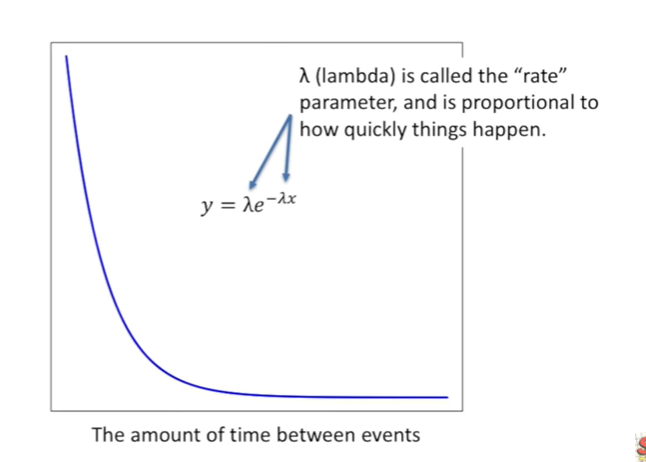 λ (lambda) is called the “rate”
parameter, and is proportional to
how quickly things happen.
y = λe^{−λx}
The amount of time between events